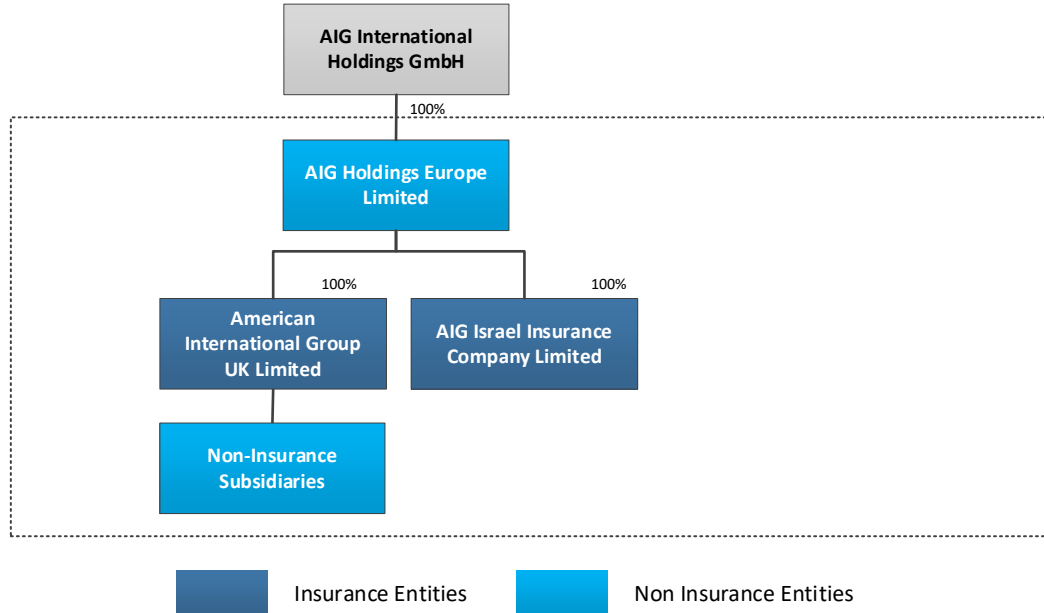 AIG International
Holdings GmbH
100%
AIG Holdings Europe
Limited
100%
100%
American
International Group
UK Limited
AIG Israel Insurance
Company Limited
Non-Insurance
Subsidiaries
Insurance Entities
Non Insurance Entities